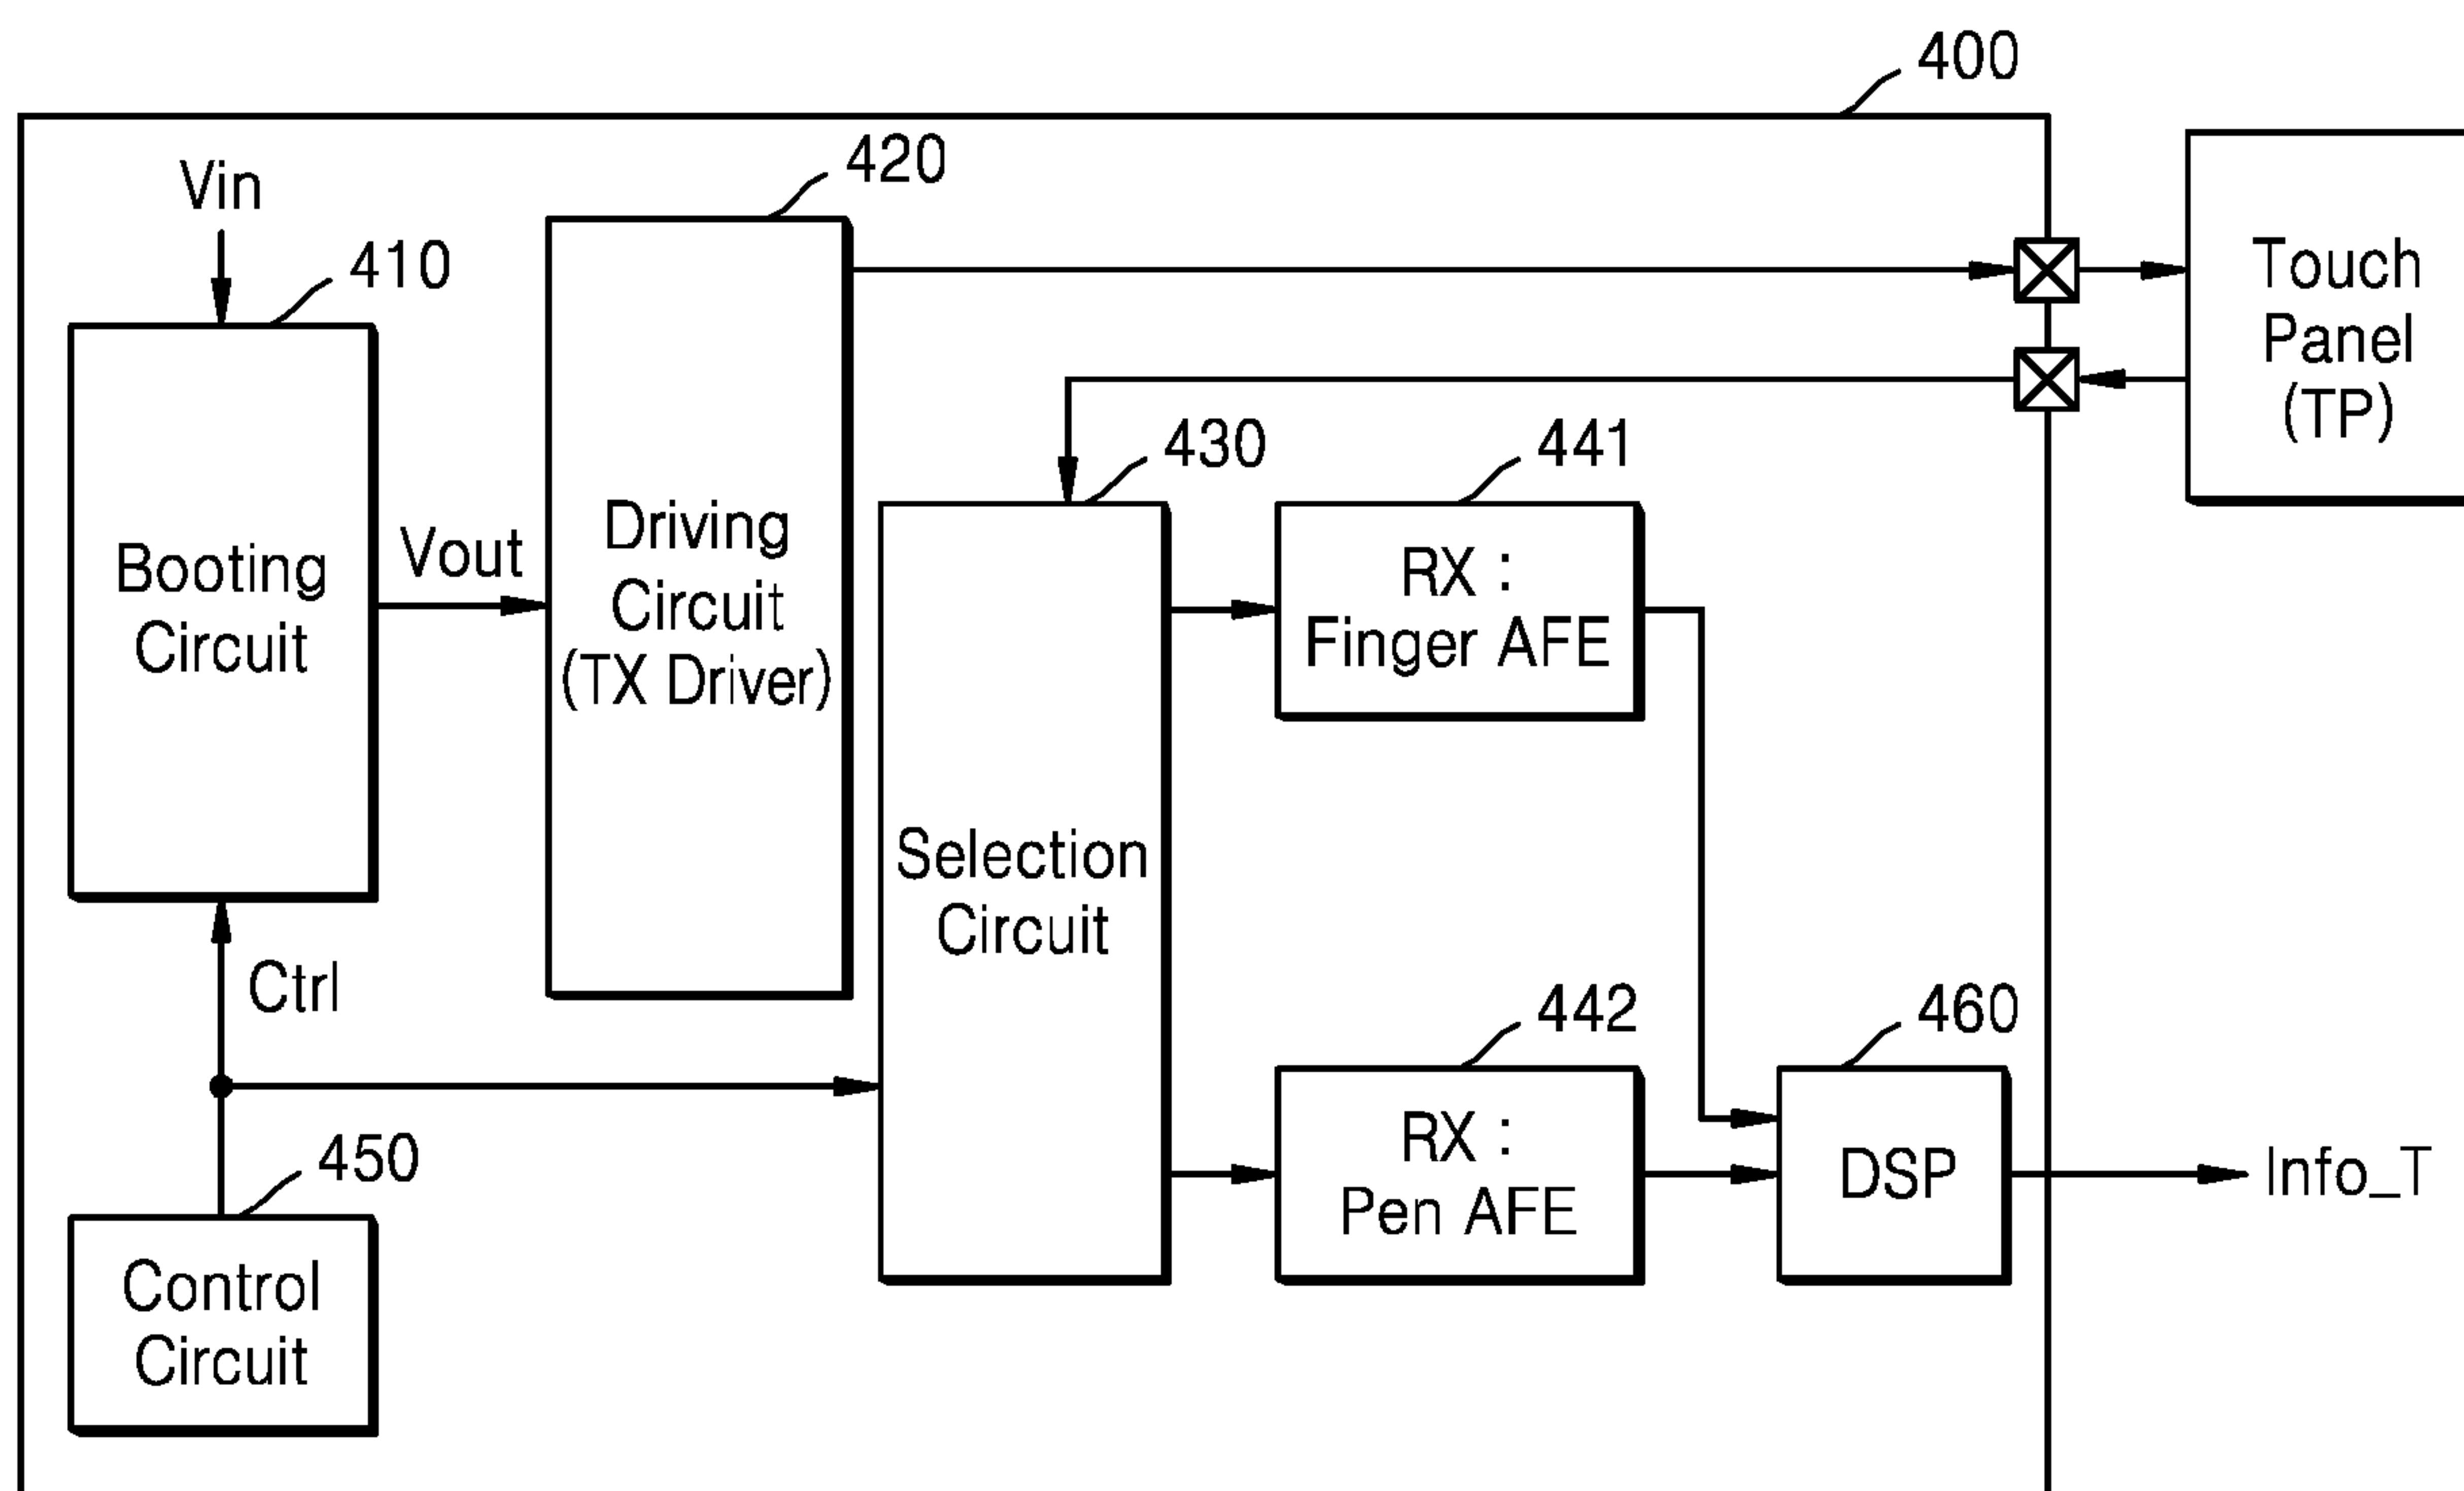 400
Vin
420
410
Touch
Panel
(TP)
430
441
Booting
Circuit
Vout
Driving
Circuit
(TX Driver)
RX :
Finger AFE
Selection
Circuit
Ctrl
442
460
450
RX :
Pen AFE
DSP
Info_T
Control
Circuit